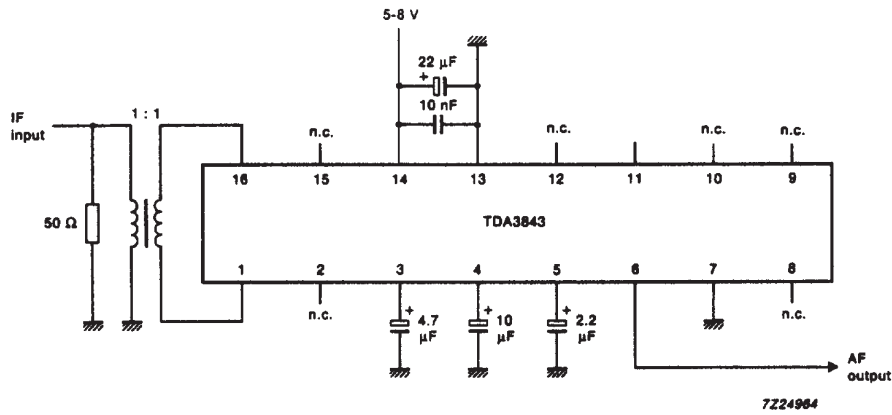 5-8 V
22 µF
+
10 nF
IF
input
1 : 1
n.c.
n.c.
n.c.
n.c.
16
15
14
13
12
11
10
9
50 Ω
TDA3843
1
2
3
4
5
6
7
8
n.c.
+
4.7
µF
+
10
µF
+
2.2
µF
n.c.
AF
output
7Z24964